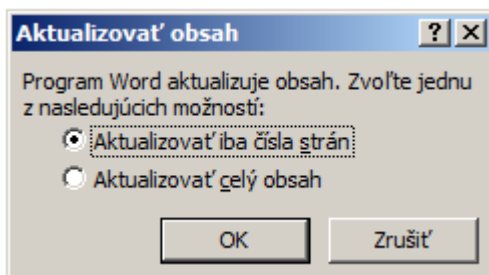 Aktualizovať obsah
Program Word aktualizuje obsah. Zvoľte jednu
z nasledujúcich možností:
Aktualizovať iba čísla strán
Aktualizovať celý obsah
OK
Zrušiť